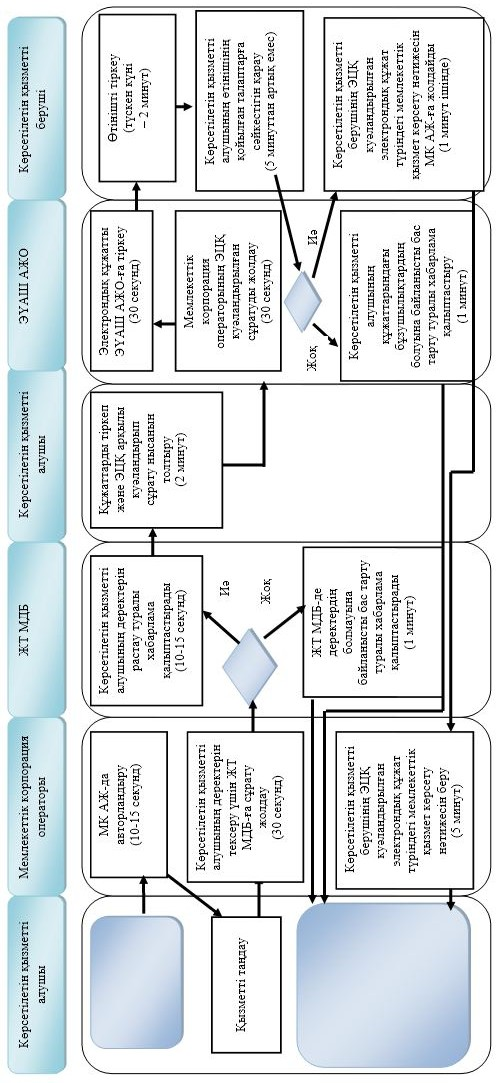 Көрсетілетін қызметті
алушы
Мемлекеттік корпорация
операторы
ЖТ МДБ
Көрсетілетін қызметті
алушы
ЭҮАШ АЖО
Көрсетілетін қызметті
беруші
МК АЖ-да
авторландыру
(10-15 секунд)
Қызметті таңдау
Көрсетілетін қызметті
алушының деректерін
тексеру үшін ЖТ
МДБ-ға сұрату
жолдау
(30 секунд)
Көрсетілетін қызметті
берушінің ЭЦҚ
куәландырылған
электрондық құжат
түріндегі мемлекеттік
қызмет көрсету
нәтижесін беру
(5 минут)
Көрсетілетін қызметті
алушының деректерін
растау туралы
хабарлама
қалыптастырады
(10-15 секунд)
Иә
Жоқ
ЖТ МДБ-де
деректердің
болмауына
байланысты бас тарту
туралы хабарлама
қалыптастырады
(1 минут)
Құжаттарды тіркеп
және ЭЦҚ арқылы
куәландырып
сұрату нысанын
толтыру
(2 минут)
Электрондық құжатты
ЭҮАШ АЖО-ға тіркеу
(30 секунд)
Мемлекеттік
корпорация
операторының ЭЦҚ
куәландырылған
сұратуды жолдау
(30 секунд)
Иә
Жоқ
Көрсетілетін қызметті
алушының
құжаттарындағы
бұзушылықтардың
болуына байланысты бас
тарту туралы хабарлама
қалыптастыру
(1 минут)
Өтінішті тіркеу
(түскен күні
– 2 минут)
Көрсетілетін қызметті
алушының өтінішінің
қойылған талаптарға
сәйкестігін қарау
(5 минуттан артық емес)
Көрсетілетін қызметті
берушінің ЭЦҚ
куәландырылған
электрондық құжат
түріндегі мемлекеттік
қызмет көрсету нәтижесін
МК АЖ-ға жолдайды
(1 минут ішінде)